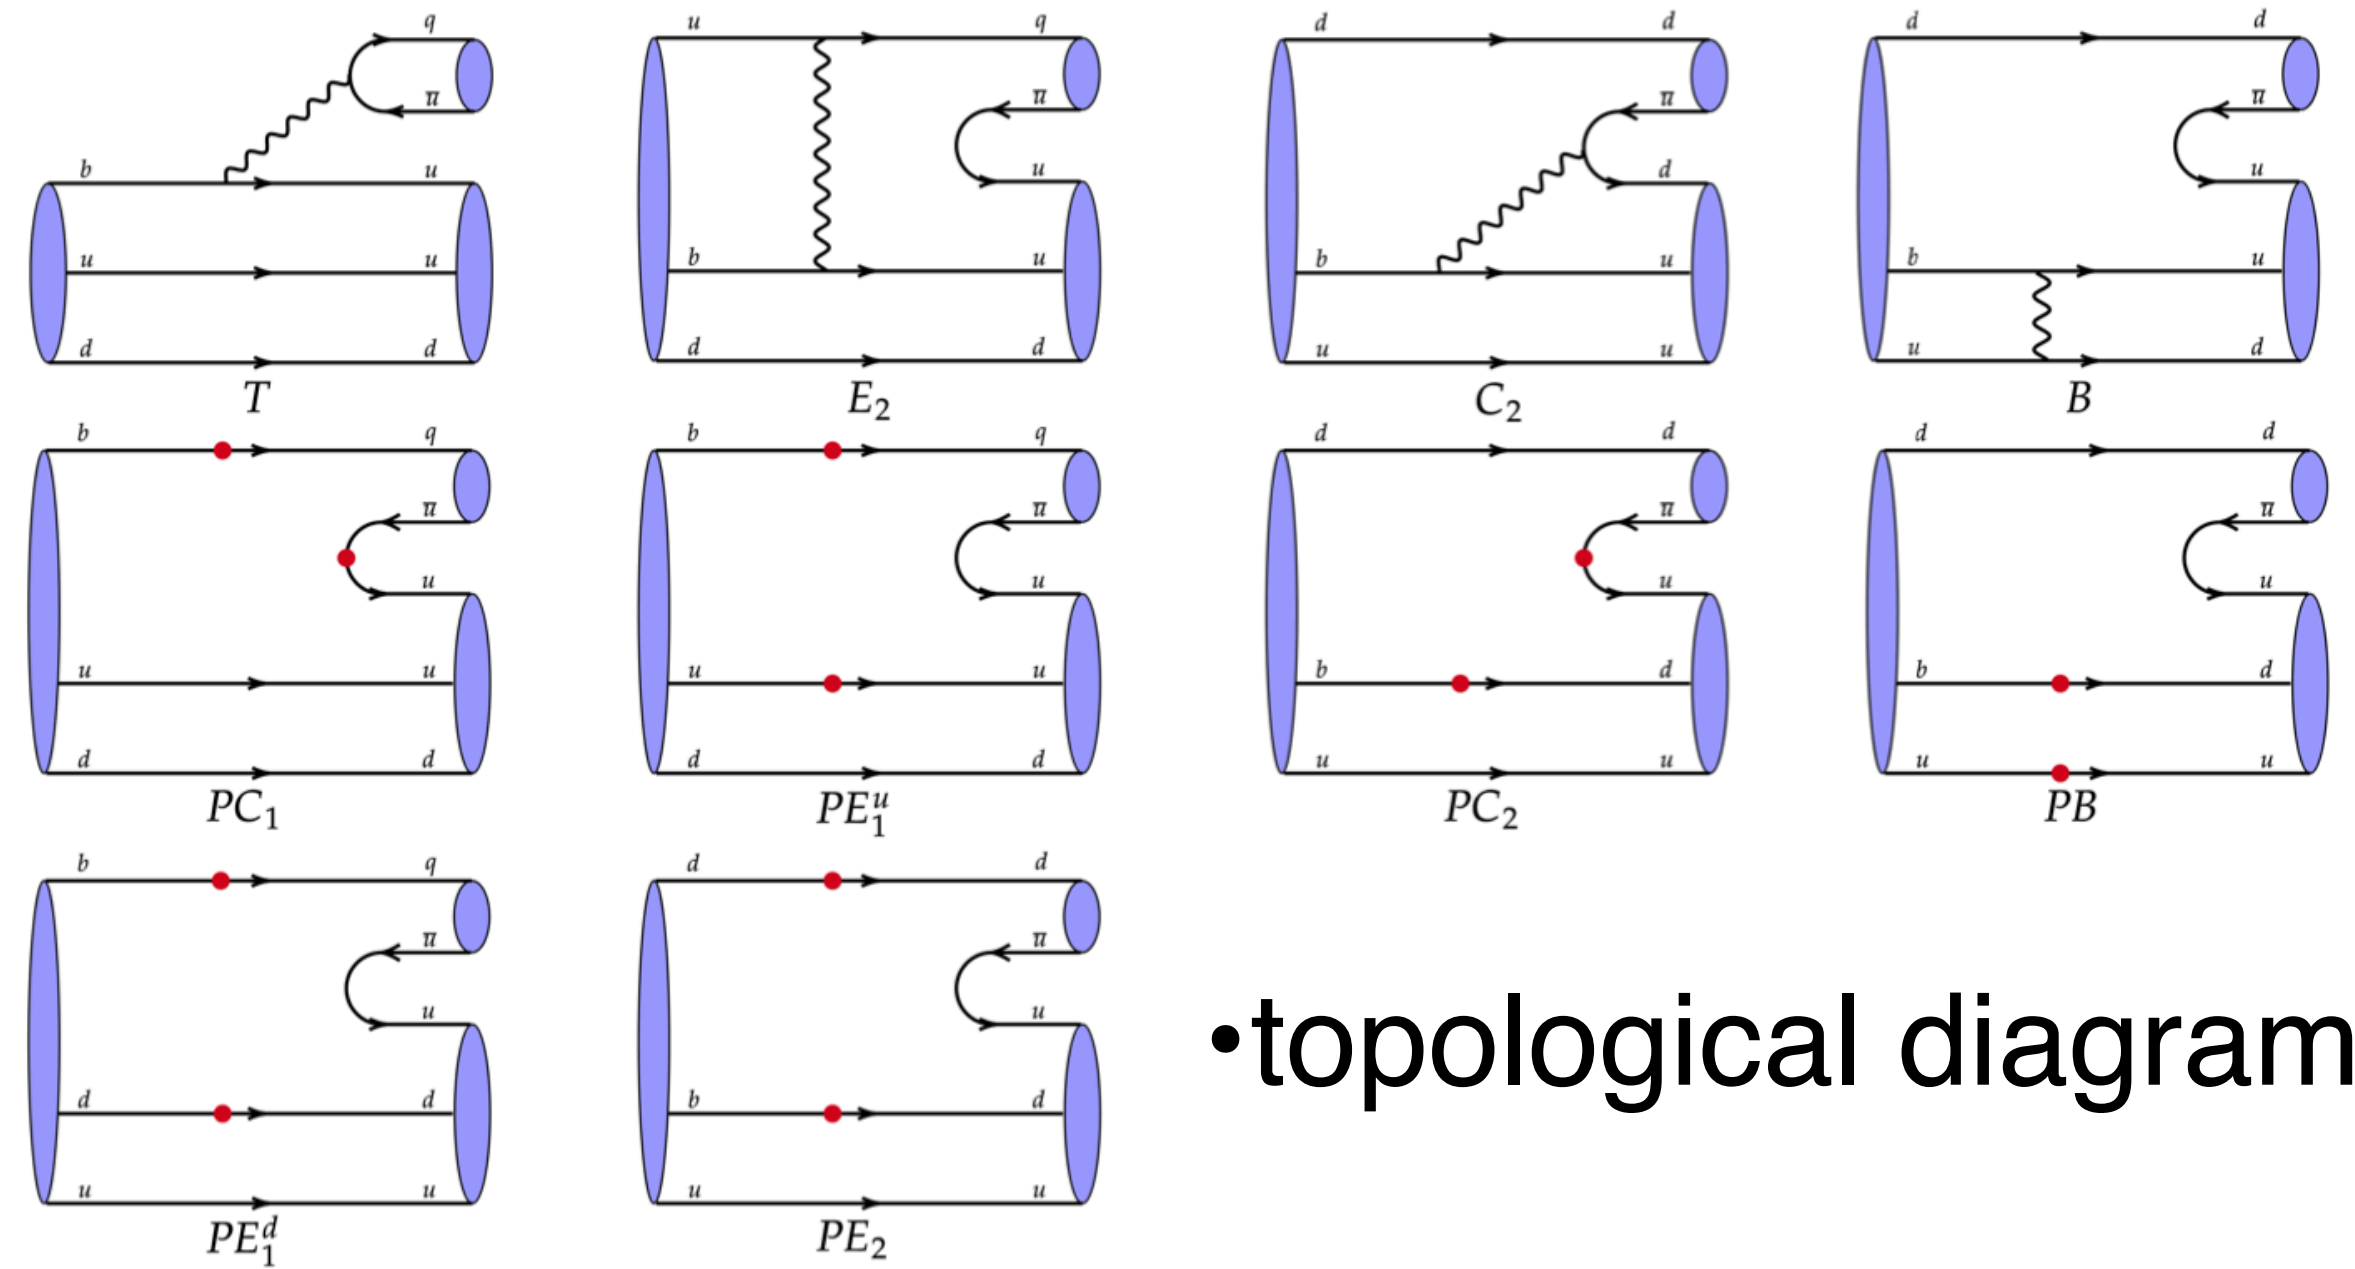 q u q d d d d
u̅ u̅ u̅ u̅
b u u d u
u u b u b u b u
d d d d u u u d
T E₂ C₂ B
b q b q d d d d
u̅ u̅ u̅ u̅
u u u u
u u u u b d b d
d d d d u u u u
PC₁ PE₁ᵘ PC₂ PB
b q d d
u̅ u̅
u u
d d b d
u u u u
PE₁ᵈ PE₂
•topological diagram